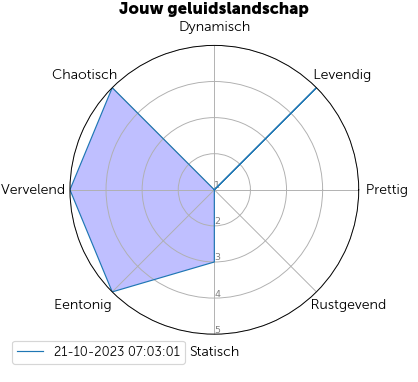 Jouw geluidslandschap
Dynamisch
Chaotisch
Levendig
Vervelend
1
Prettig
2
3
4
Eentonig
Rustgevend
5
21-10-2023 07:03:01
Statisch